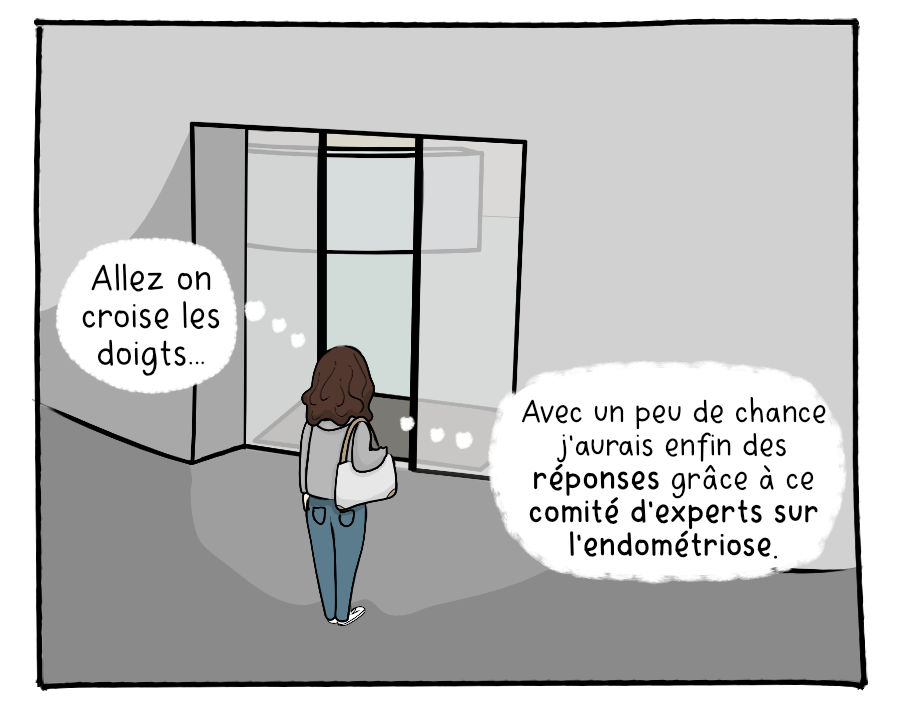 Allez on
croise les
doigts...
Avec un peu de chance
j'aurais enfin des
réponses grâce à ce
comité d'experts sur
l'endométriose.